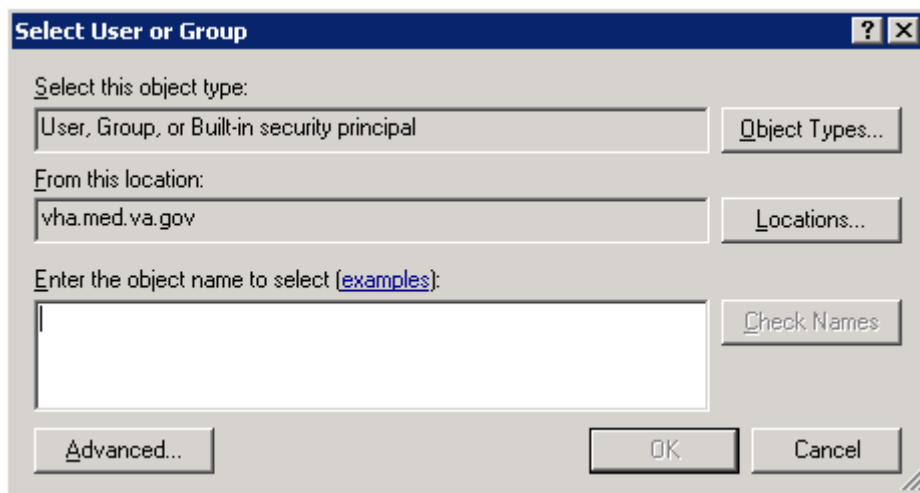 Select User or Group
Select this object type:
User, Group, or Built-in security principal
Object Types...
From this location:
vha.med.va.gov
Locations...
Enter the object name to select (examples):
Check Names
Advanced...
OK
Cancel